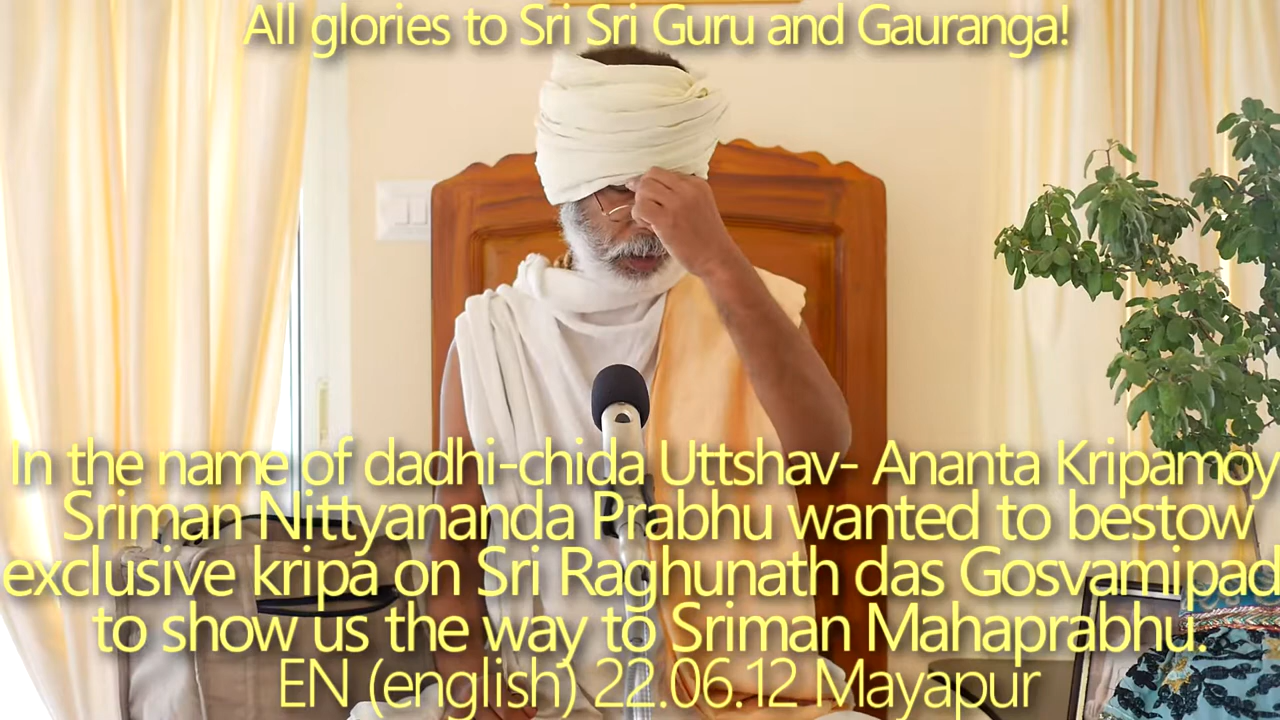 All glories to Sri Sri Guru and Gauranga!
In the name of dadhi-chida Uttshav- Ananta Kripamoy
Sriman Nittyananda Prabhu wanted to bestow
exclusive kripa on Sri Raghunath das Gosvamipad
to show us the way to Sriman Mahaprabhu.
EN (english) 22.06.12 Mayapur